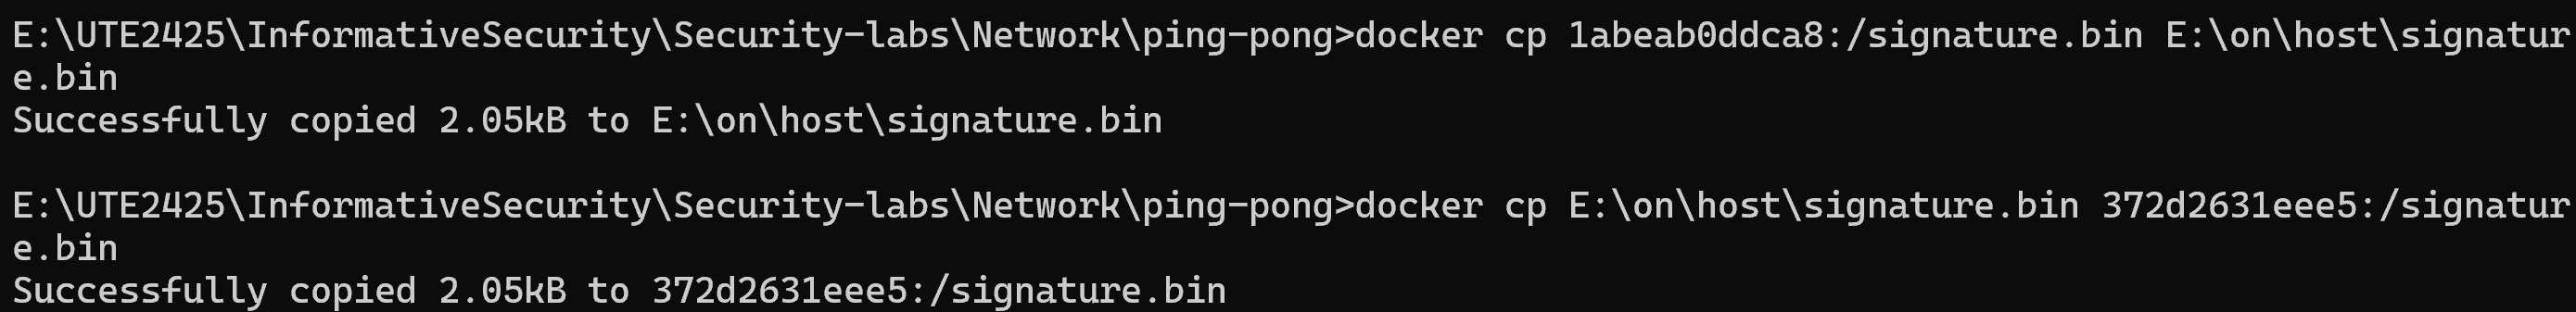 E:\UTE2425\InformativeSecurity\Security-labs\Network\ping-pong>docker cp 1abeab0ddca8:/signature.bin E:\on\host\signatur
e.bin
Successfully copied 2.05kB to E:\on\host\signature.bin
E:\UTE2425\InformativeSecurity\Security-labs\Network\ping-pong>docker cp E:\on\host\signature.bin 372d2631eee5:/signatur
e.bin
Successfully copied 2.05kB to 372d2631eee5:/signature.bin